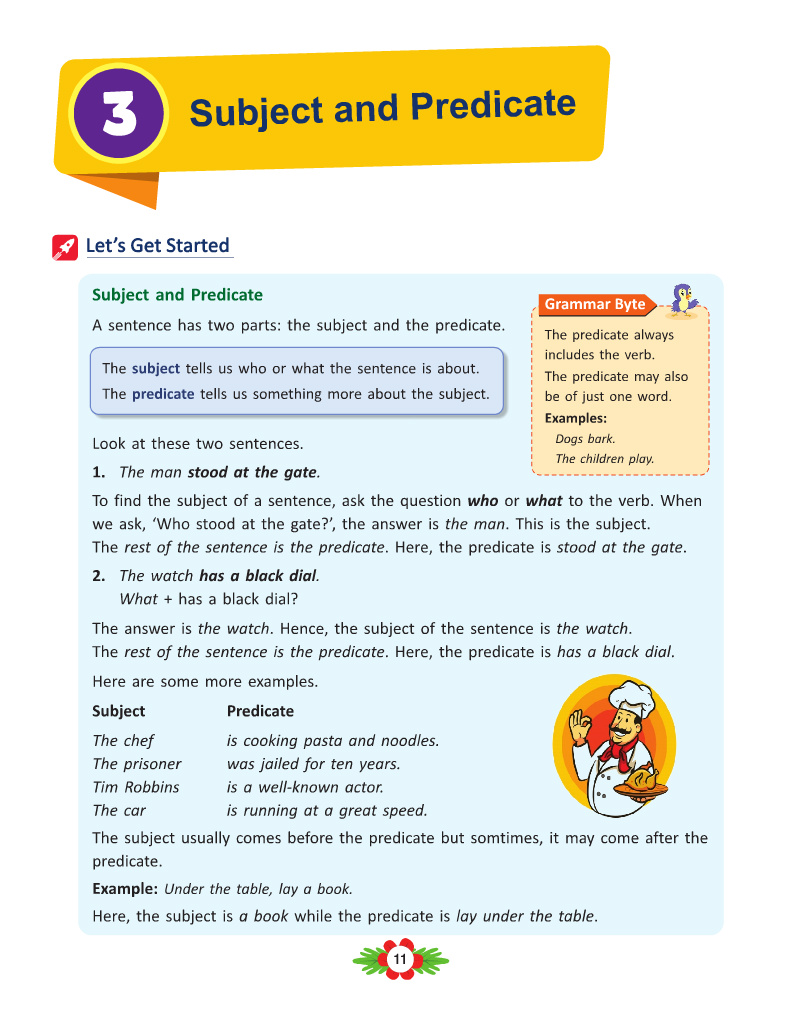 3
Subject and Predicate
Let's Get Started
Subject and Predicate
A sentence has two parts: the subject and the predicate.
The subject tells us who or what the sentence is about.
The predicate tells us something more about the subject.
Grammar Byte
The predicate always
includes the verb.
The predicate may also
be of just one word.
Examples:
Dogs bark.
The children play.
Look at these two sentences.
1. The man stood at the gate.
To find the subject of a sentence, ask the question who or what to the verb. When
we ask, ‘Who stood at the gate?’, the answer is the man. This is the subject.
The rest of the sentence is the predicate. Here, the predicate is stood at the gate.
2. The watch has a black dial.
What + has a black dial?
The answer is the watch. Hence, the subject of the sentence is the watch.
The rest of the sentence is the predicate. Here, the predicate is has a black dial.
Here are some more examples.
Subject Predicate
The chef is cooking pasta and noodles.
The prisoner was jailed for ten years.
Tim Robbins is a well-known actor.
The car is running at a great speed.
The subject usually comes before the predicate but somtimes, it may come after the
predicate.
Example: Under the table, lay a book.
Here, the subject is a book while the predicate is lay under the table.
11